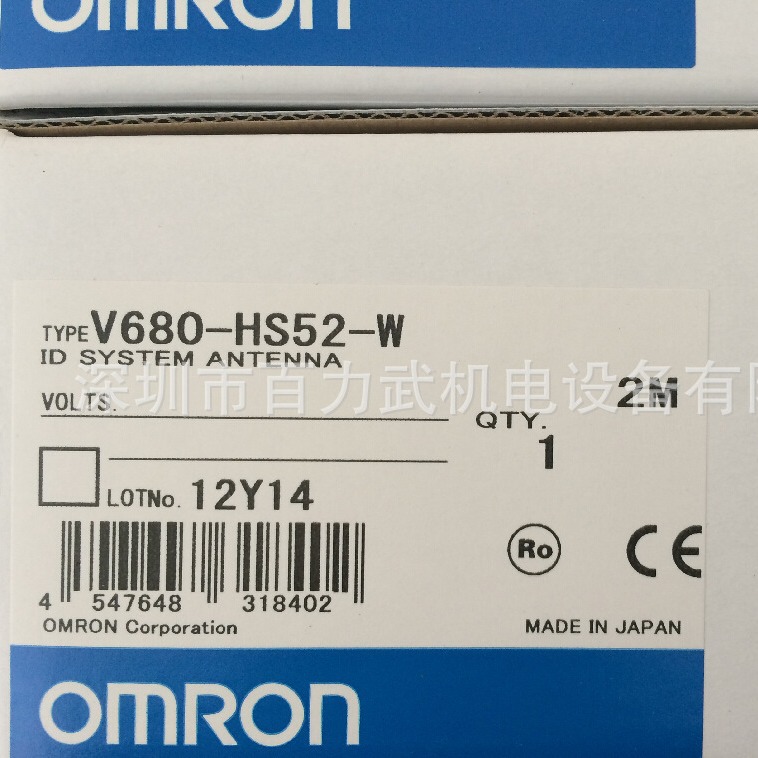 OMRON
TYPE V680-HS52-W
ID SYSTEM ANTENNA
深圳市百力武机电设备有限
VOLTS.
2M
QTY.
1
LOTNo. 12Y14
Ro
CE
4 547648 318402
OMRON Corporation
MADE IN JAPAN
OMRON